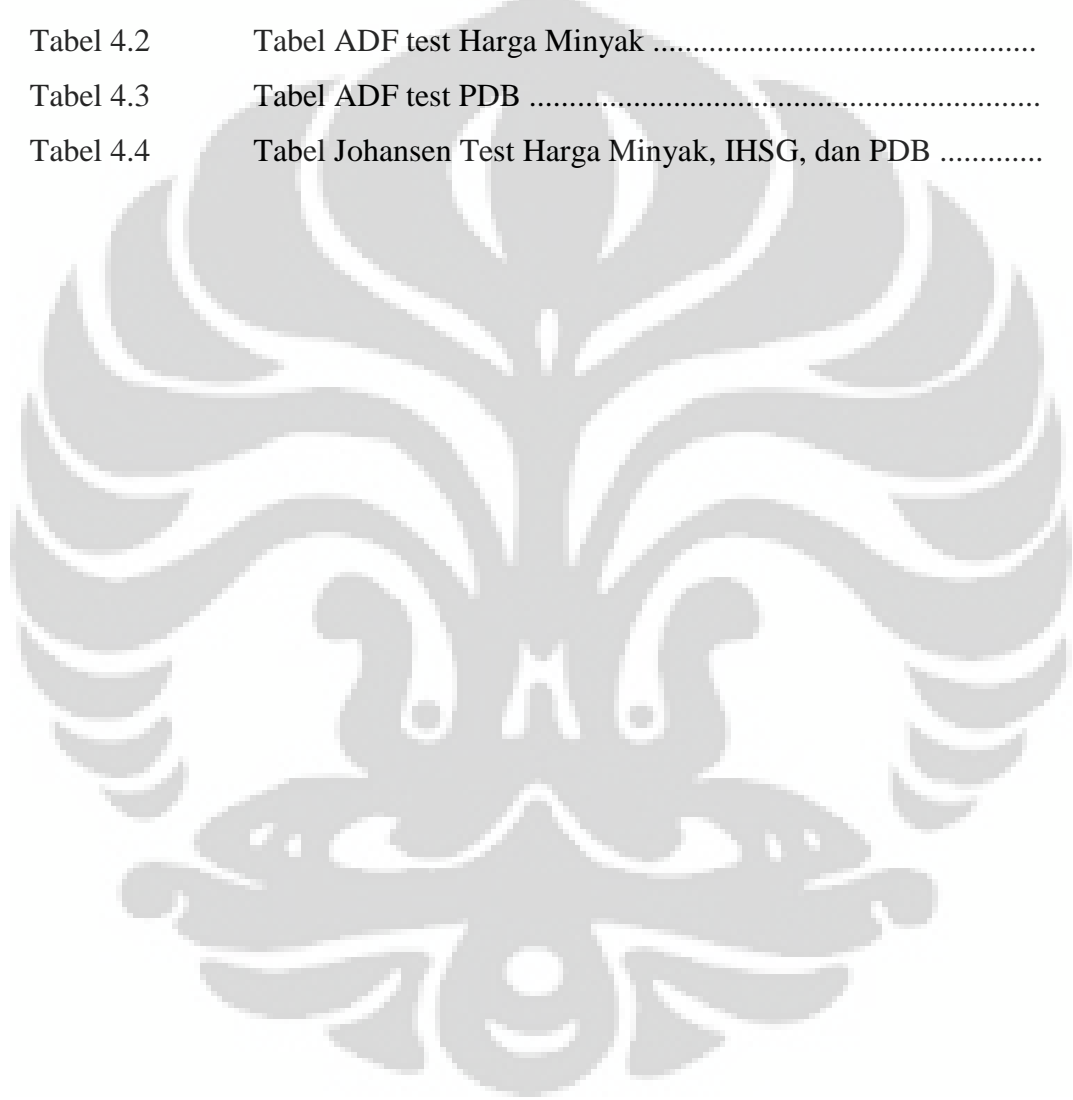 Tabel 4.2 Tabel ADF test Harga Minyak ................................................
Tabel 4.3 Tabel ADF test PDB ................................................................
Tabel 4.4 Tabel Johansen Test Harga Minyak, IHSG, dan PDB .............